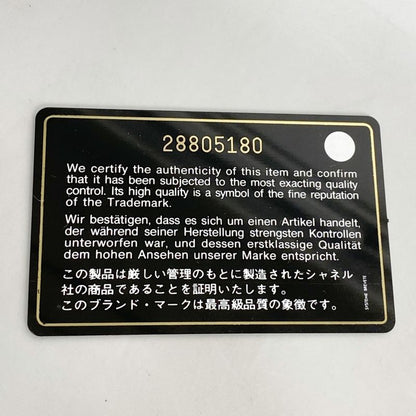 28805180
We certify the authenticity of this item and confirm
that it has been subjected to the most exacting quality
control. Its high quality is a symbol of the fine reputation
of the Trademark.
Wir bestätigen, dass es sich um einen Artikel handelt,
der während seiner Herstellung strengsten Kontrollen
unterworfen war, und dessen erstklassige Qualität
dem hohen Ansehen unserer Marke entspricht.
この製品は厳しい管理のもとに製造されたシャネル
社の商品であることを証明いたします。
このブランド・マークは最高級品質の象徴です。